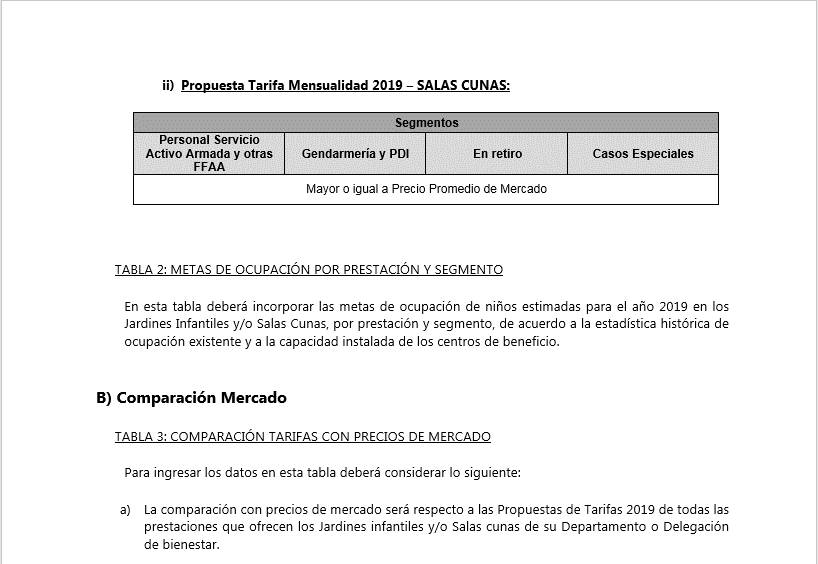 ii) Propuesta Tarifa Mensualidad 2019 – SALAS CUNAS:
Segmentos
Personal Servicio
Activo Armada y otras
FFAA
Gendarmería y PDI
En retiro
Casos Especiales
Mayor o igual a Precio Promedio de Mercado
TABLA 2: METAS DE OCUPACIÓN POR PRESTACIÓN Y SEGMENTO
En esta tabla deberá incorporar las metas de ocupación de niños estimadas para el año 2019 en los
Jardines Infantiles y/o Salas Cunas, por prestación y segmento, de acuerdo a la estadística histórica de
ocupación existente y a la capacidad instalada de los centros de beneficio.
B) Comparación Mercado
TABLA 3: COMPARACIÓN TARIFAS CON PRECIOS DE MERCADO
Para ingresar los datos en esta tabla deberá considerar lo siguiente:
a) La comparación con precios de mercado será respecto a las Propuestas de Tarifas 2019 de todas las
prestaciones que ofrecen los Jardines infantiles y/o Salas cunas de su Departamento o Delegación
de bienestar.